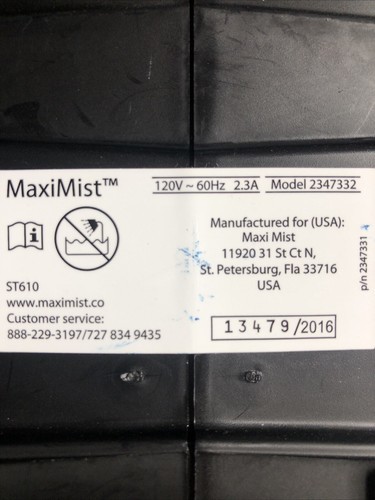 MaxiMist™
120V ~ 60Hz 2.3A Model 2347332
ST610
www.maximist.co
Customer service:
888-229-3197/727 834 9435
Manufactured for (USA):
Maxi Mist
11920 31 St Ct N,
St. Petersburg, Fla 33716
USA
13479/2016
p/n 2347331